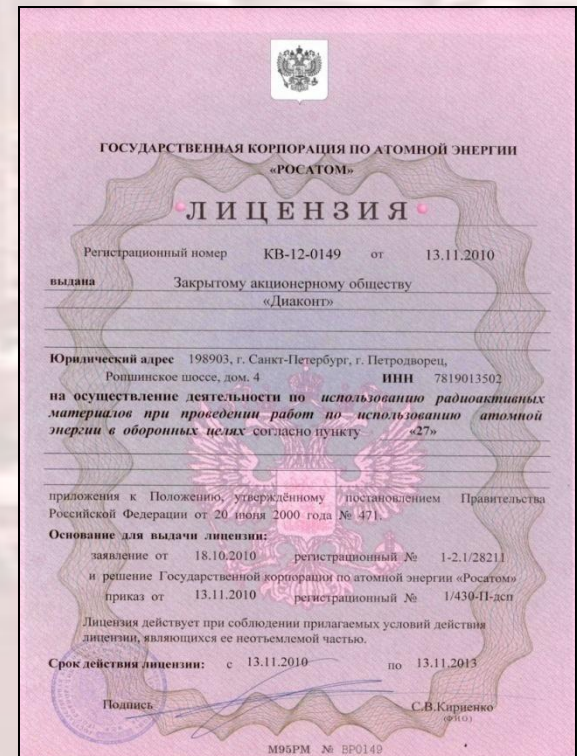 ГОСУДАРСТВЕННАЯ КОРПОРАЦИЯ ПО АТОМНОЙ ЭНЕРГИИ
«РОСАТОМ»
ЛИЦЕНЗИЯ
Регистрационный номер КВ-12-0149 от 13.11.2010
выдана Закрытому акционерному обществу
«Диаконт»
Юридический адрес 198903, г. Санкт-Петербург, г. Петродворец,
Ропшинское шоссе, дом. 4 ИНН 7819013502
на осуществление деятельности по использованию радиоактивных
материалов при проведении работ по использованию атомной
энергии в оборонных целях согласно пункту «27»
приложения к Положению, утверждённому постановлением Правительства
Российской Федерации от 20 июня 2000 года № 471.
Основание для выдачи лицензии:
заявление от 18.10.2010 регистрационный № 1-2.1/28211
и решение Государственной корпорации по атомной энергии «Росатом»
приказ от 13.11.2010 регистрационный № 1/430-П-дсп
Лицензия действует при соблюдении прилагаемых условий действия
лицензии, являющихся ее неотъемлемой частью.
Срок действия лицензии: с 13.11.2010 по 13.11.2013
Подпись С.В.Кириенко
(ФИО)
М95РМ № ВР0149